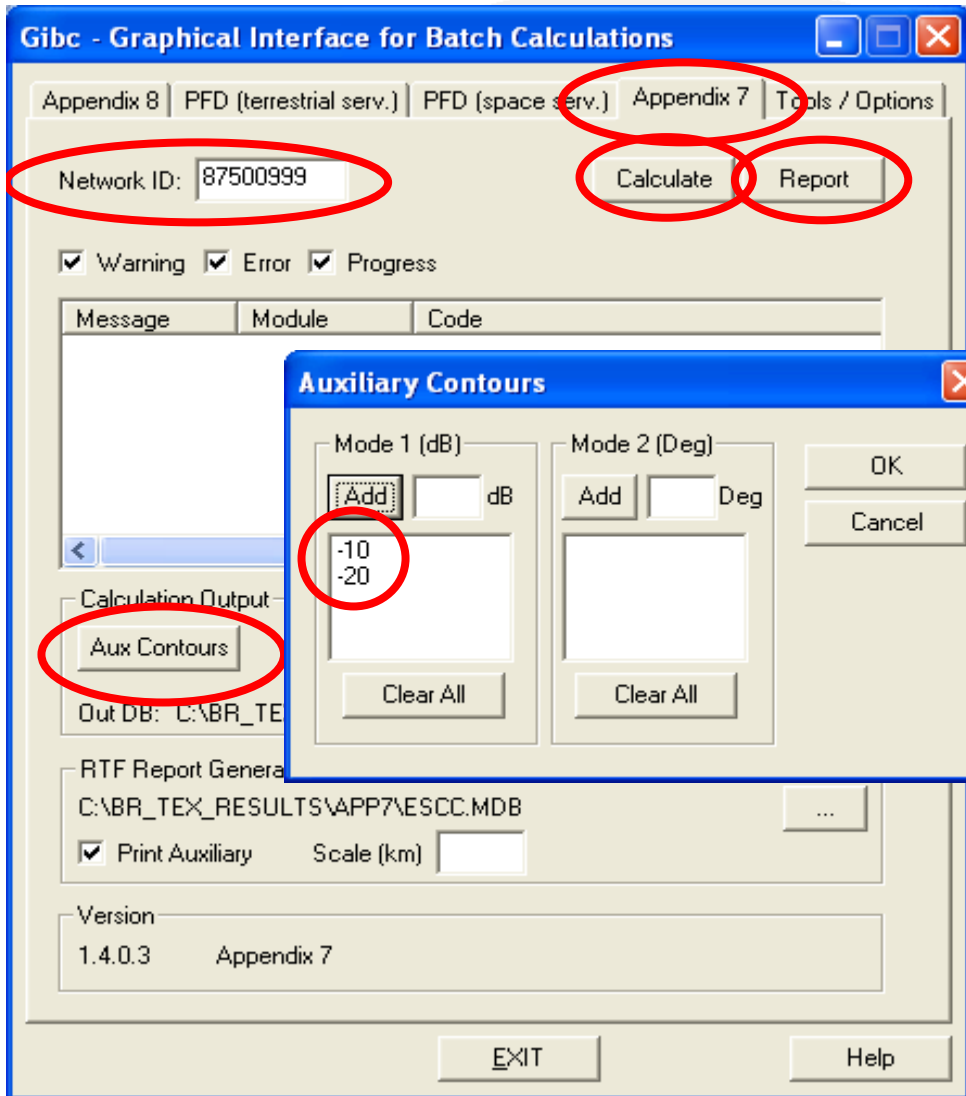 Gibc - Graphical Interface for Batch Calculations
Appendix 8 PFD (terrestrial serv.) PFD (space serv.) Appendix 7 Tools / Options
Network ID: 87500999 Calculate Report
Warning Error Progress
Message Module Code
Auxiliary Contours
Mode 1 (dB) Mode 2 (Deg)
OK
Add dB Add Deg
Cancel
-10
-20
Clear All Clear All
Calculation Output
Aux Contours
Out DB: C:\BR_TE
RTF Report Genera
C:\BR_TEX_RESULTS\APP7\ESCC.MDB ...
Print Auxiliary Scale (km)
Version
1.4.0.3 Appendix 7
EXIT Help